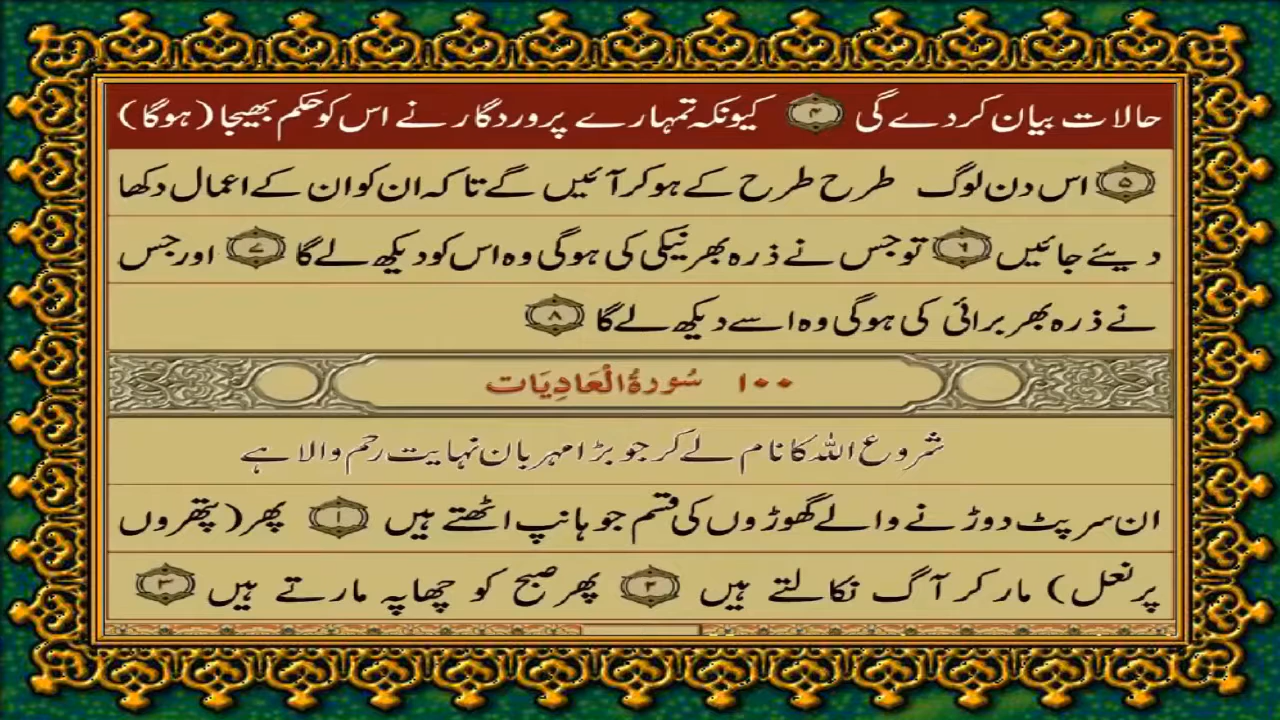 حالات بیان کردے گی ۴ کیونکہ تمہارے پروردگار نے اس کو حکم بھیجا (ہوگا)
۵ اس دن لوگ طرح طرح کے ہو کر آئیں گے تاکہ ان کو ان کے اعمال دکھا
دیئے جائیں ۶ تو جس نے ذرہ بھر نیکی کی ہوگی وہ اس کو دیکھ لے گا ۷ اور جس
نے ذرہ بھر برائی کی ہوگی وہ اسے دیکھ لے گا ۸
۱۰۰ سُورۃُ الْعَادِیَات
شروع اللہ کا نام لے کر جو بڑا مہربان نہایت رحم والا ہے
ان سرپٹ دوڑنے والے گھوڑوں کی قسم جو ہانپ اٹھتے ہیں ۱ پھر (پتھروں
پر نعل) مار کر آگ نکالتے ہیں ۲ پھر صبح کو چھاپہ مارتے ہیں ۳